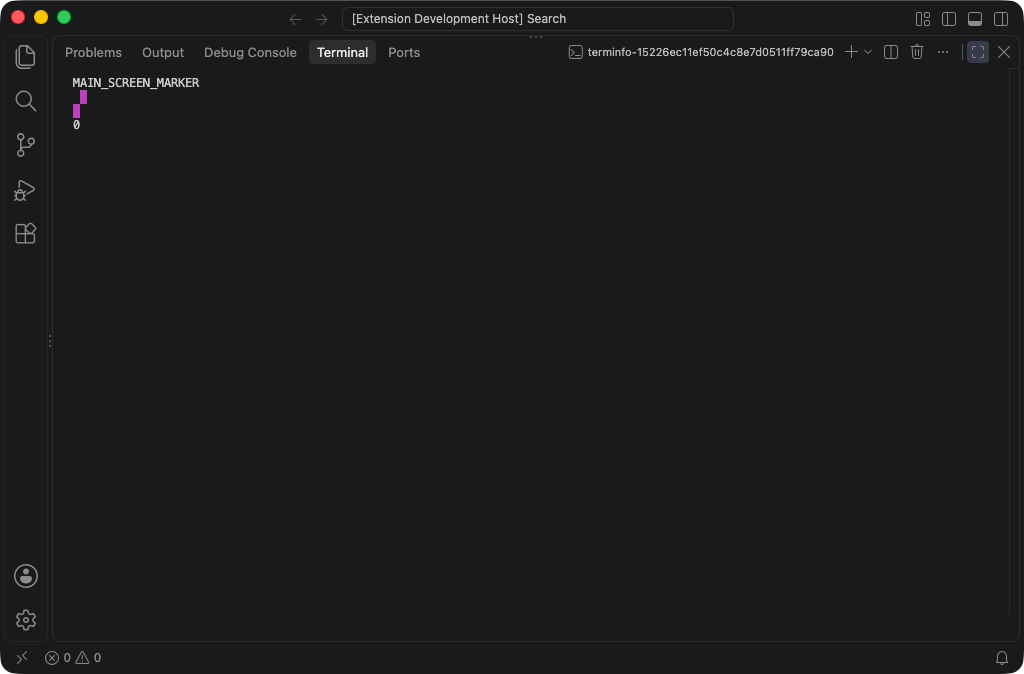 [Extension Development Host] Search
Problems Output Debug Console Terminal Ports
terminfo-15226ec11ef50c4c8e7d0511ff79ca90
MAIN_SCREEN_MARKER
0
0 0